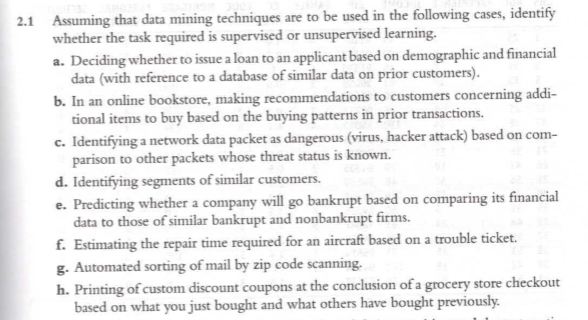 2.1 Assuming that data mining techniques are to be used in the following cases, identify
whether the task required is supervised or unsupervised learning.
a. Deciding whether to issue a loan to an applicant based on demographic and financial
data (with reference to a database of similar data on prior customers).
b. In an online bookstore, making recommendations to customers concerning addi-
tional items to buy based on the buying patterns in prior transactions.
c. Identifying a network data packet as dangerous (virus, hacker attack) based on com-
parison to other packets whose threat status is known.
d. Identifying segments of similar customers.
e. Predicting whether a company will go bankrupt based on comparing its financial
data to those of similar bankrupt and nonbankrupt firms.
f. Estimating the repair time required for an aircraft based on a trouble ticket.
g. Automated sorting of mail by zip code scanning.
h. Printing of custom discount coupons at the conclusion of a grocery store checkout
based on what you just bought and what others have bought previously.